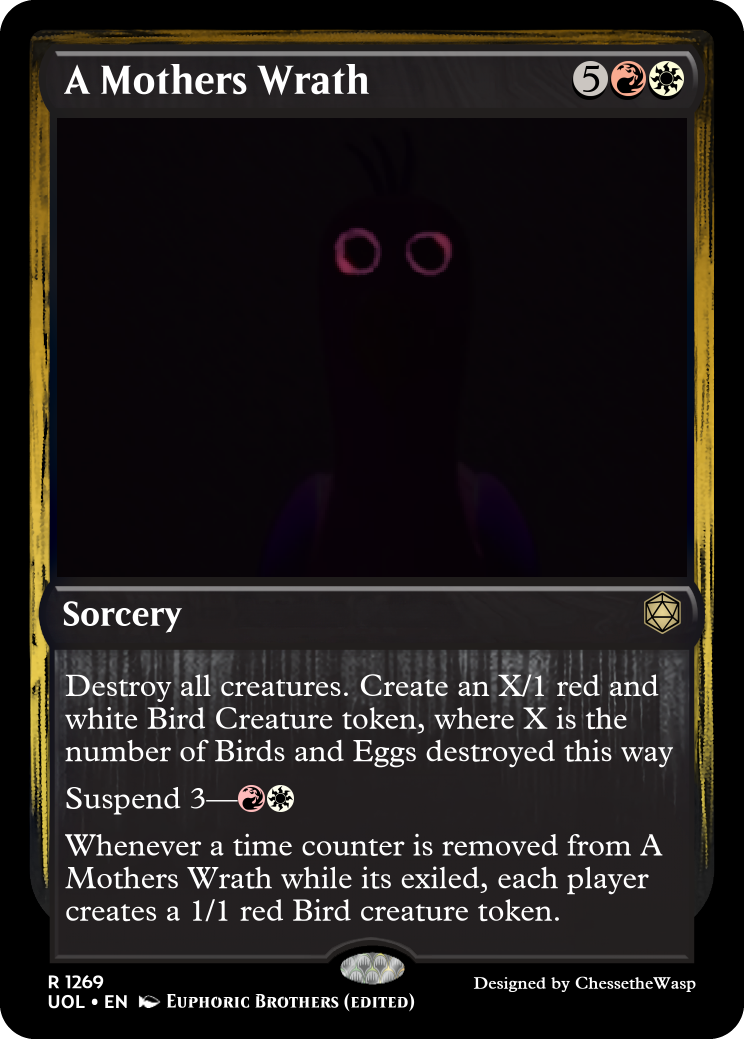 A Mothers Wrath 5
Sorcery
Destroy all creatures. Create an X/1 red and
white Bird Creature token, where X is the
number of Birds and Eggs destroyed this way
Suspend 3—
Whenever a time counter is removed from A
Mothers Wrath while its exiled, each player
creates a 1/1 red Bird creature token.
R 1269
UOL • EN Euphoric Brothers (edited)
Designed by ChessetheWasp